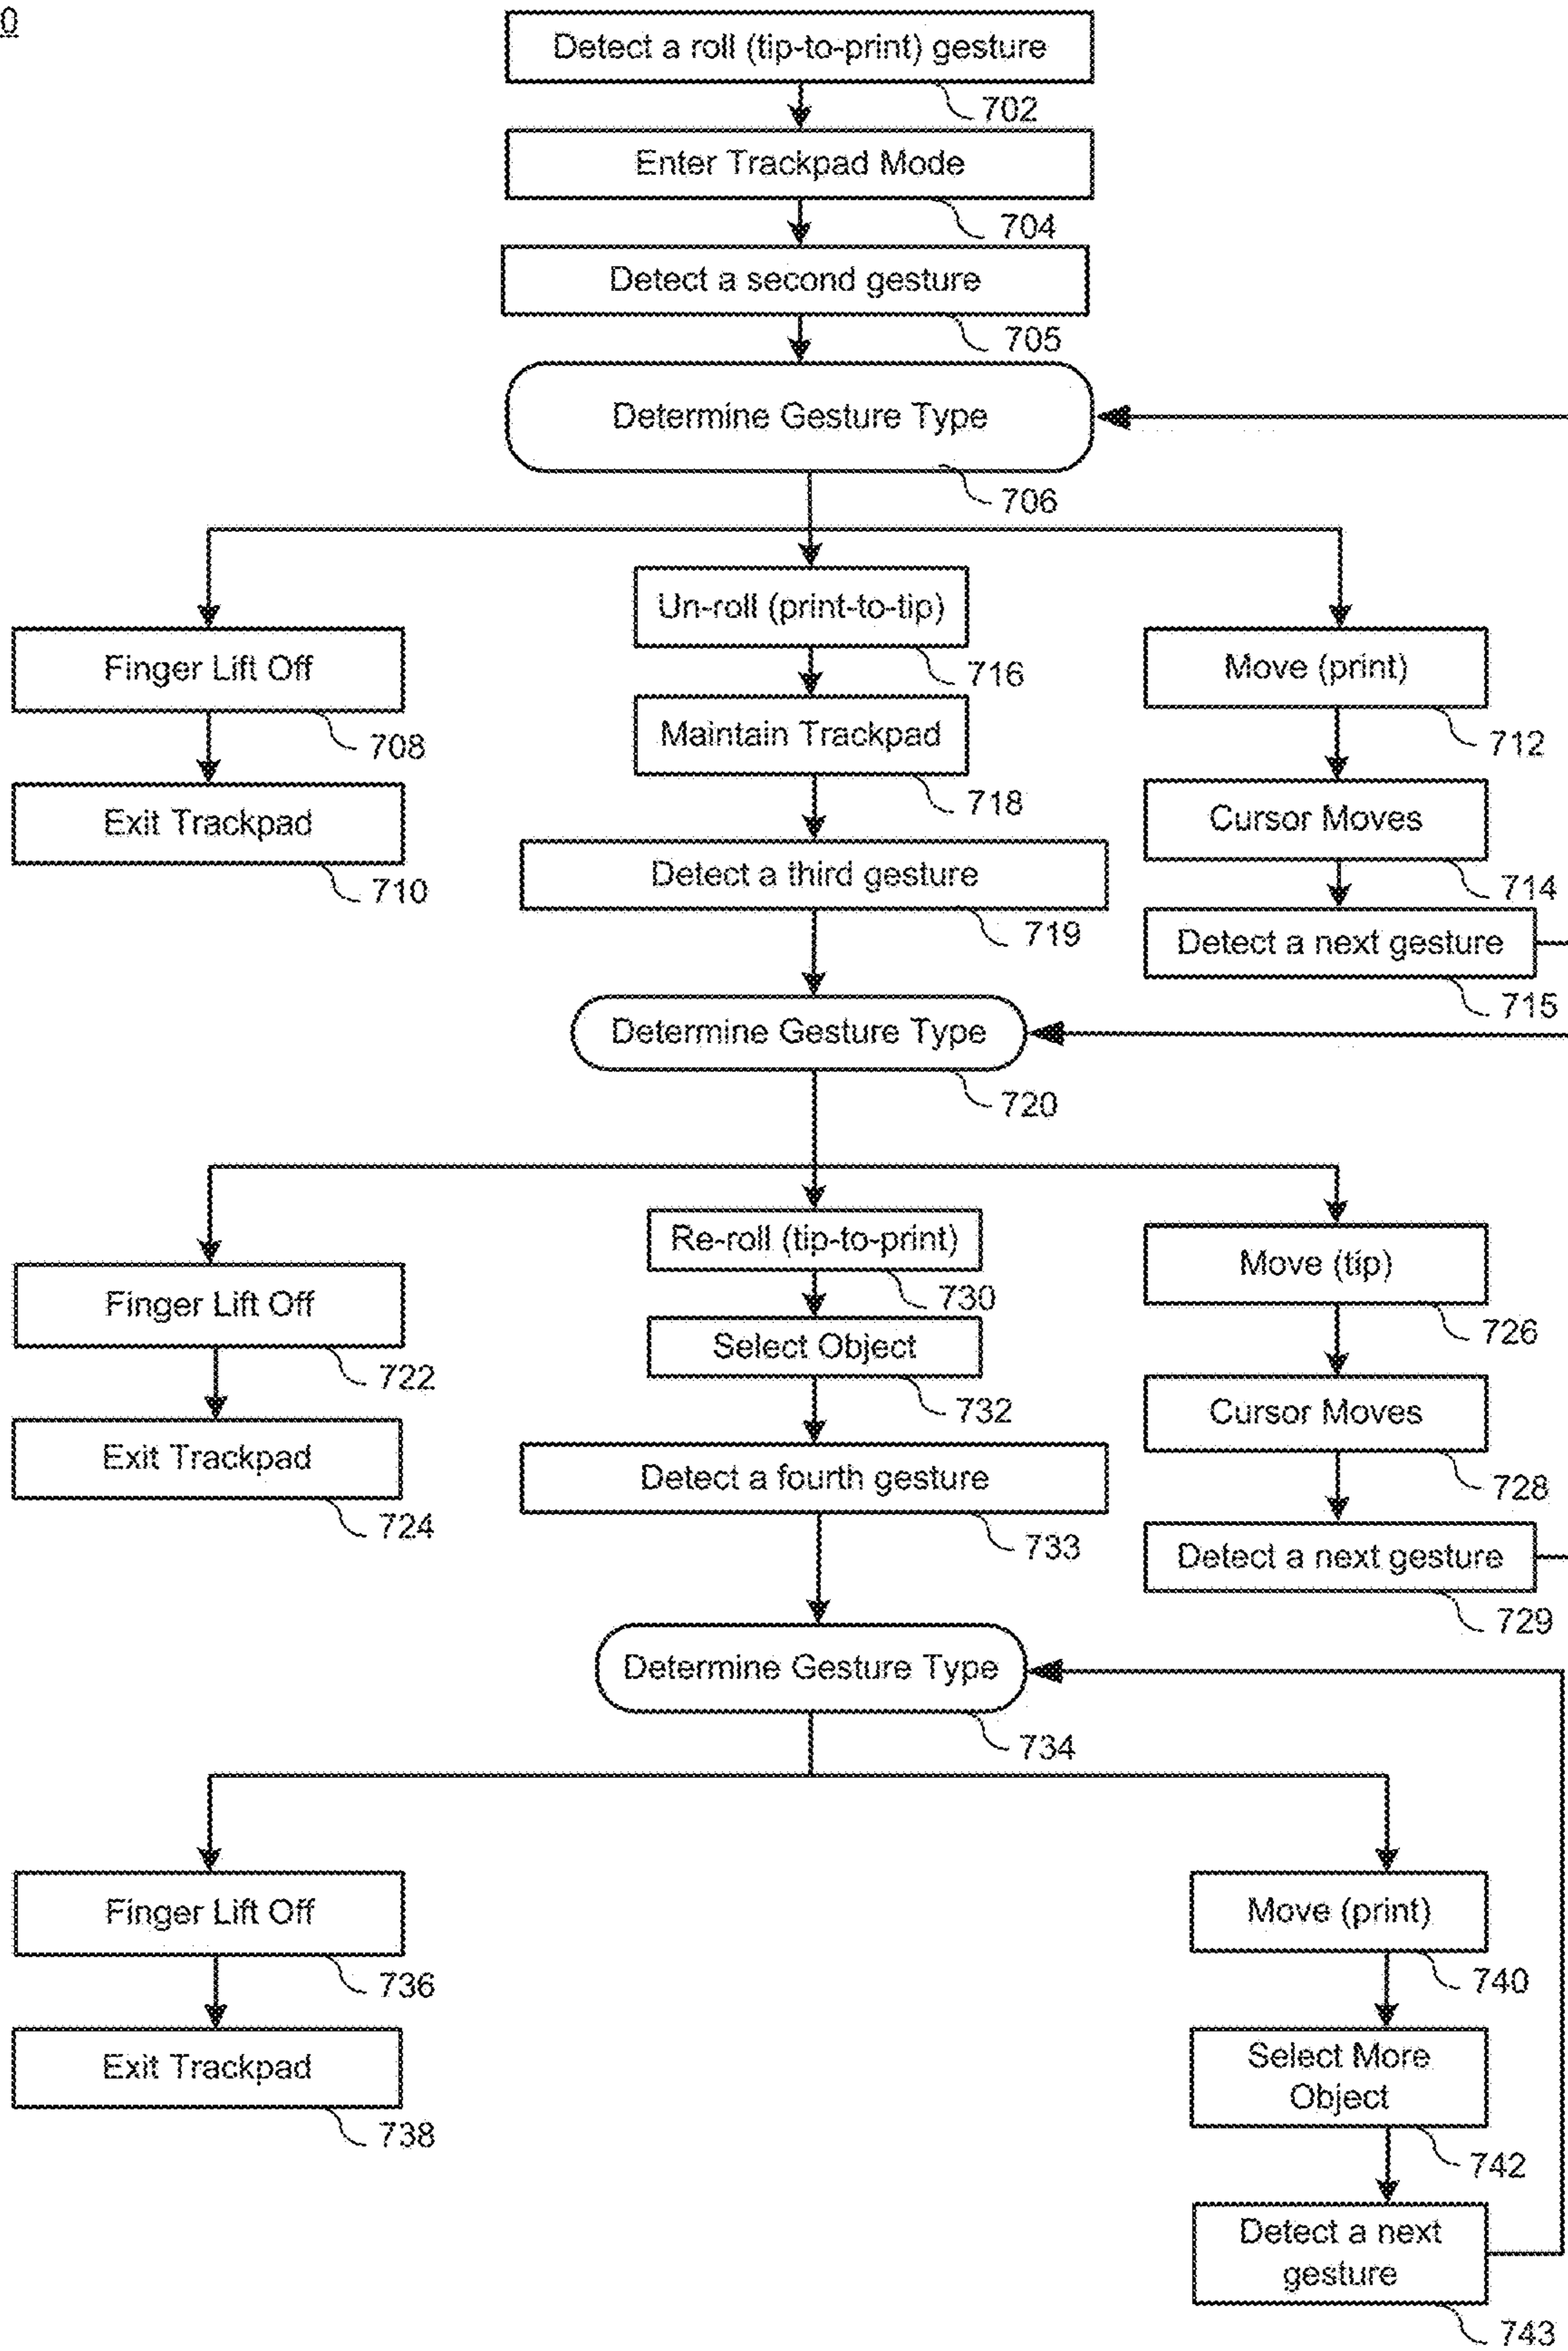 0
Detect a roll (tip-to-print) gesture
702
Enter Trackpad Mode
704
Detect a second gesture
705
Determine Gesture Type
706
Finger Lift Off
708
Exit Trackpad
710
Un-roll (print-to-tip)
716
Maintain Trackpad
718
Detect a third gesture
719
Move (print)
712
Cursor Moves
714
Detect a next gesture
715
Determine Gesture Type
720
Finger Lift Off
722
Exit Trackpad
724
Re-roll (tip-to-print)
730
Select Object
732
Detect a fourth gesture
733
Move (tip)
726
Cursor Moves
728
Detect a next gesture
729
Determine Gesture Type
734
Finger Lift Off
736
Exit Trackpad
738
Move (print)
740
Select More
Object
742
Detect a next
gesture
743